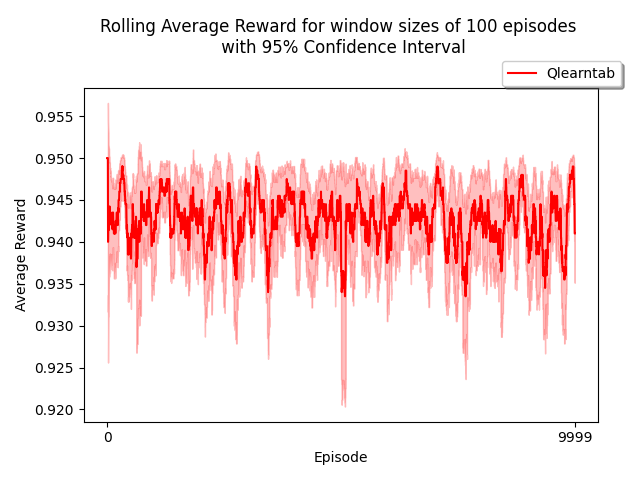 Rolling Average Reward for window sizes of 100 episodes
with 95% Confidence Interval
Qlearntab
0.955
0.950
0.945
0.940
0.935
0.930
0.925
0.920
Average Reward
0
9999
Episode